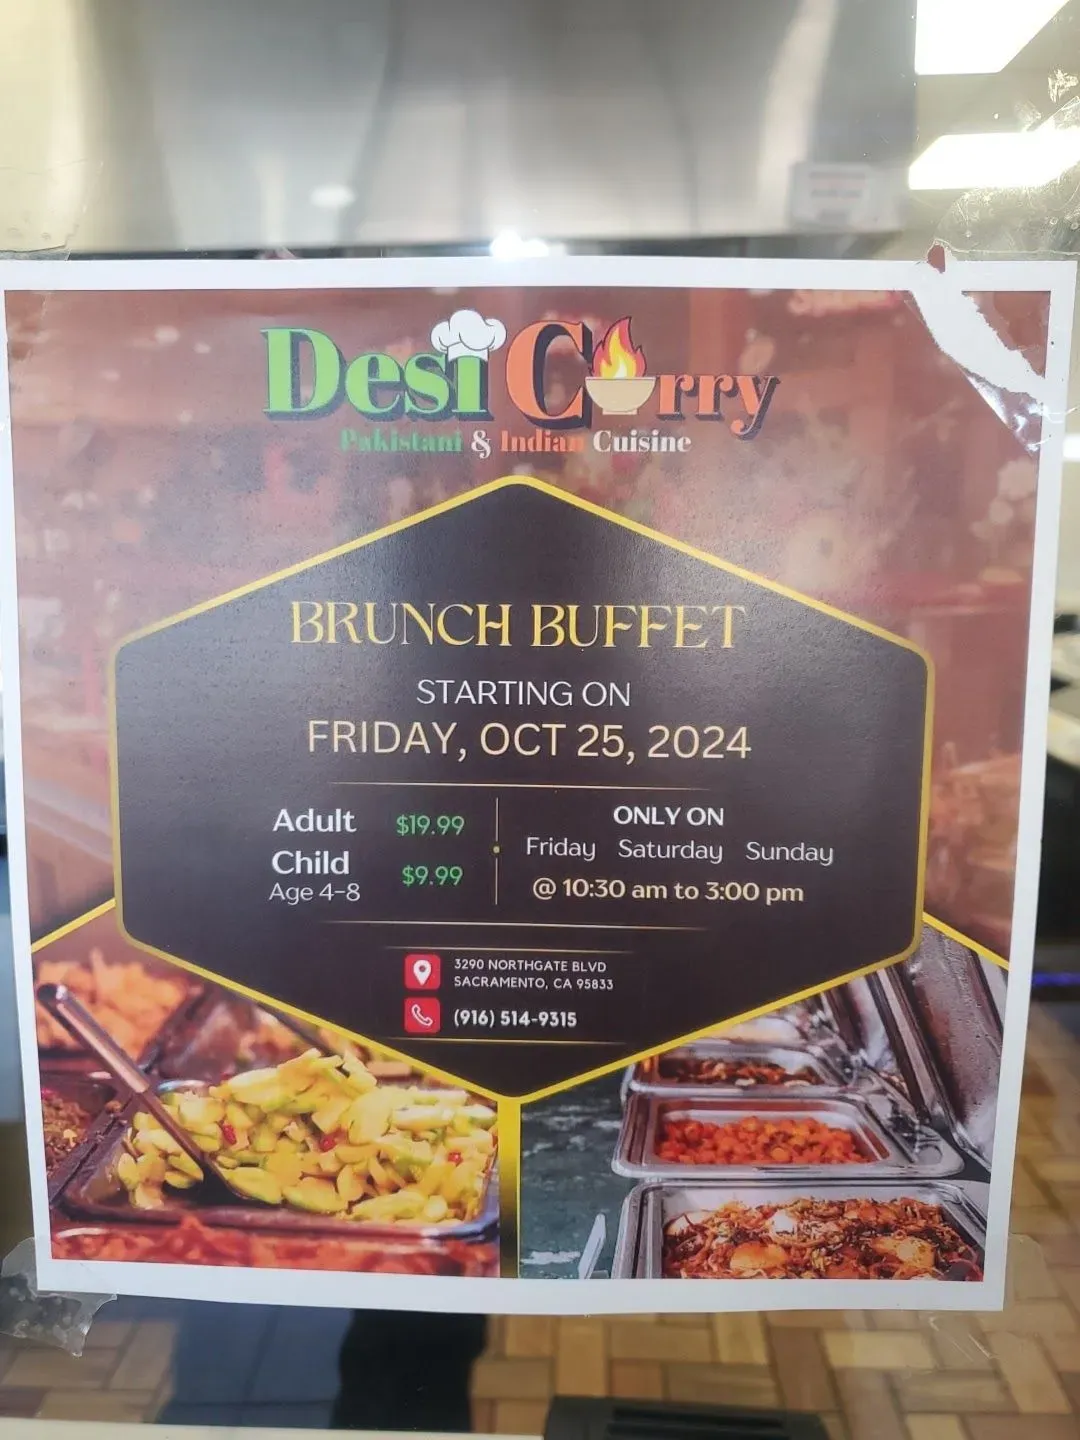 Desi Curry
Pakistani & Indian Cuisine
BRUNCH BUFFET
STARTING ON
FRIDAY, OCT 25, 2024
Adult $19.99
Child $9.99
Age 4-8
ONLY ON
Friday Saturday Sunday
@ 10:30 am to 3:00 pm
3290 NORTHGATE BLVD
SACRAMENTO, CA 95833
(916) 514-9315